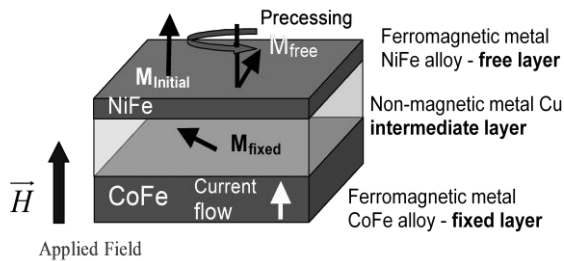 Precessing
Mfree
MInitial
NiFe
Mfixed
CoFe
Current
flow
H
Applied Field
Ferromagnetic metal
NiFe alloy - free layer
Non-magnetic metal Cu
intermediate layer
Ferromagnetic metal
CoFe alloy - fixed layer